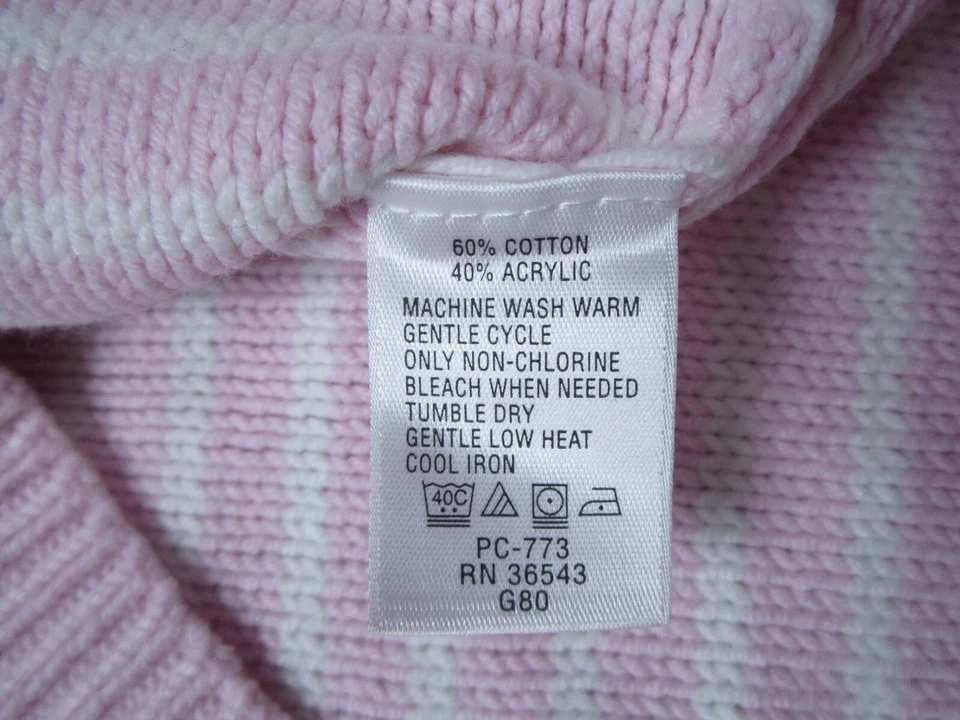 60% COTTON
40% ACRYLIC
MACHINE WASH WARM
GENTLE CYCLE
ONLY NON-CHLORINE
BLEACH WHEN NEEDED
TUMBLE DRY
GENTLE LOW HEAT
COOL IRON
40C
PC-773
RN 36543
G80